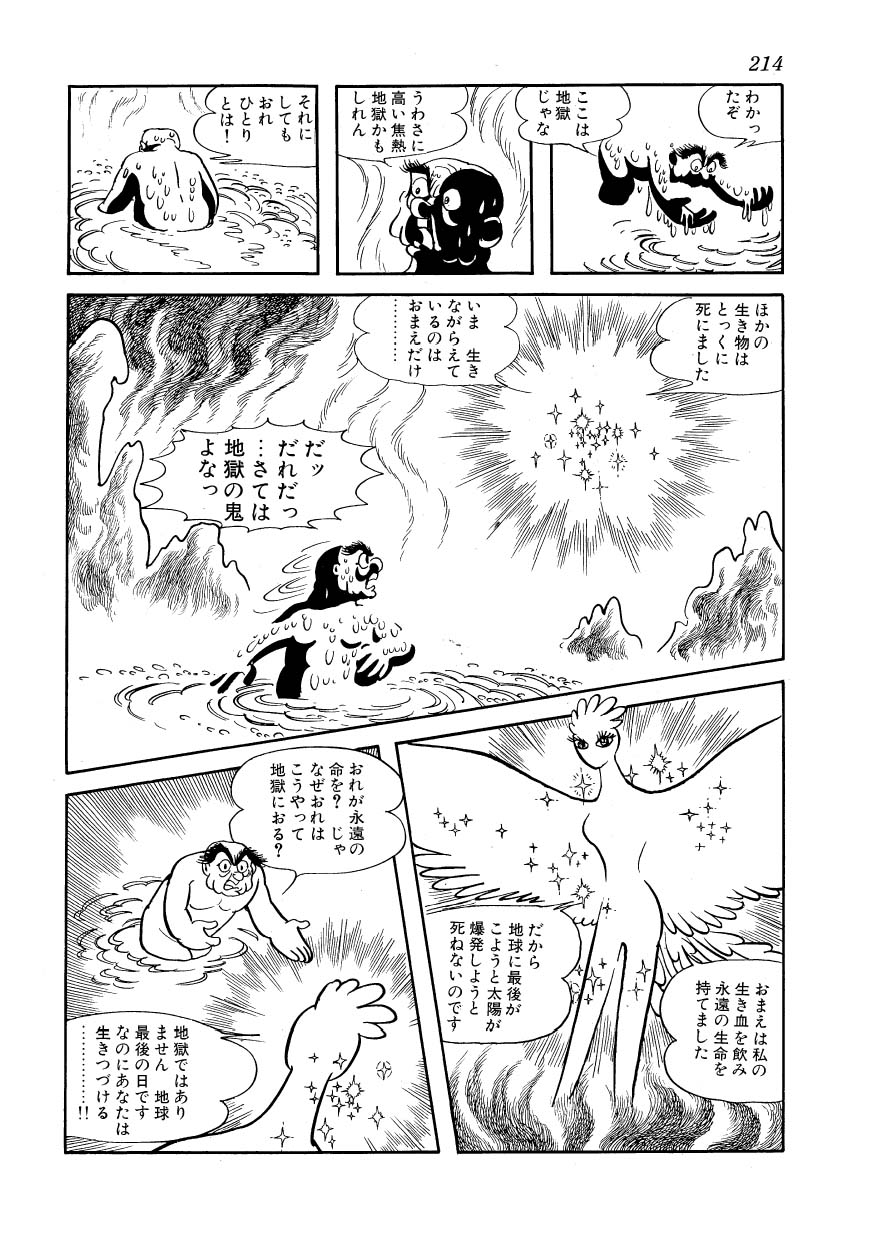 214
わかっ
たぞ
ここは
地獄
じゃな
うわさに
高い焦熱
地獄かも
しれん
それに
しても
おれ
ひとり
とは!
ほかの
生き物は
とっくに
死にました
いま 生き
ながらえて
いるのは
おまえだけ
…………
だッ
だれだっ
…さては
地獄の鬼
よなっ
おまえは私の
生き血を飲み
永遠の生命を
持てました
だから
地球に最後が
こようと太陽が
爆発しようと
死ねないのです
おれが永遠の
命を? じゃ
なぜおれは
こうやって
地獄におる?
地獄ではあり
ません 地球
最後の日です
なのにあなたは
生きつづける
……………!!